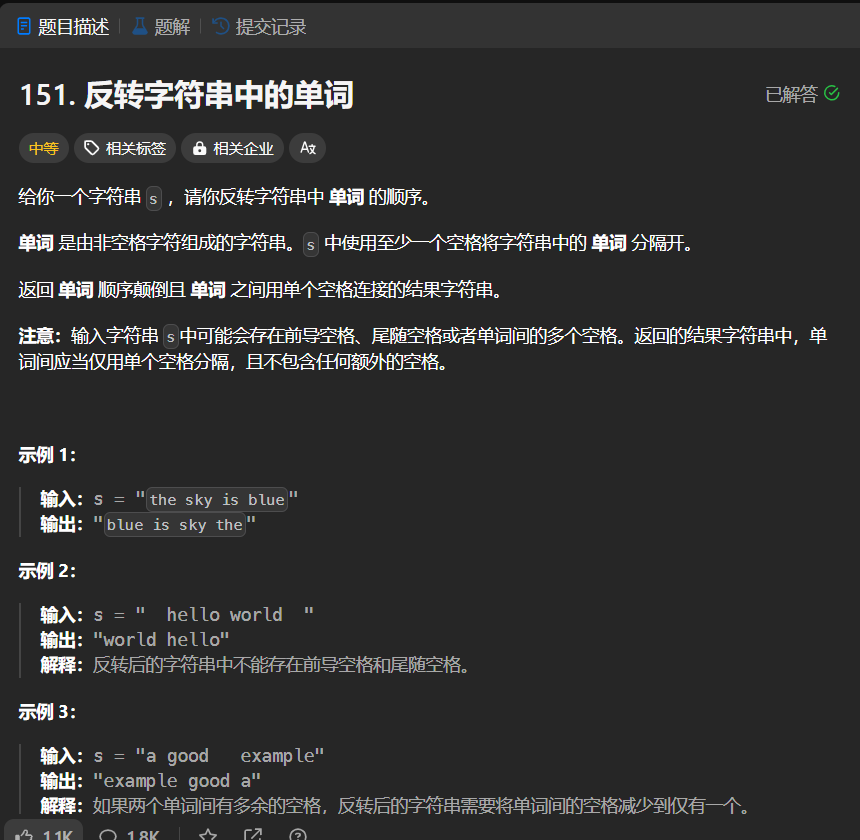 题目描述 题解 提交记录
151. 反转字符串中的单词
已解答
中等 相关标签 相关企业 Ax
给你一个字符串 s ，请你反转字符串中 单词 的顺序。
单词 是由非空格字符组成的字符串。s 中使用至少一个空格将字符串中的 单词 分隔开。
返回 单词 顺序颠倒且 单词 之间用单个空格连接的结果字符串。
注意：输入字符串 s中可能会存在前导空格、尾随空格或者单词间的多个空格。返回的结果字符串中，单
词间应当仅用单个空格分隔，且不包含任何额外的空格。
示例 1：
输入：s = "the sky is blue"
输出："blue is sky the"
示例 2：
输入：s = "  hello world  "
输出："world hello"
解释：反转后的字符串中不能存在前导空格和尾随空格。
示例 3：
输入：s = "a good   example"
输出："example good a"
解释：如果两个单词间有多余的空格，反转后的字符串需要将单词间的空格减少到仅有一个。
1.1K 1.8K